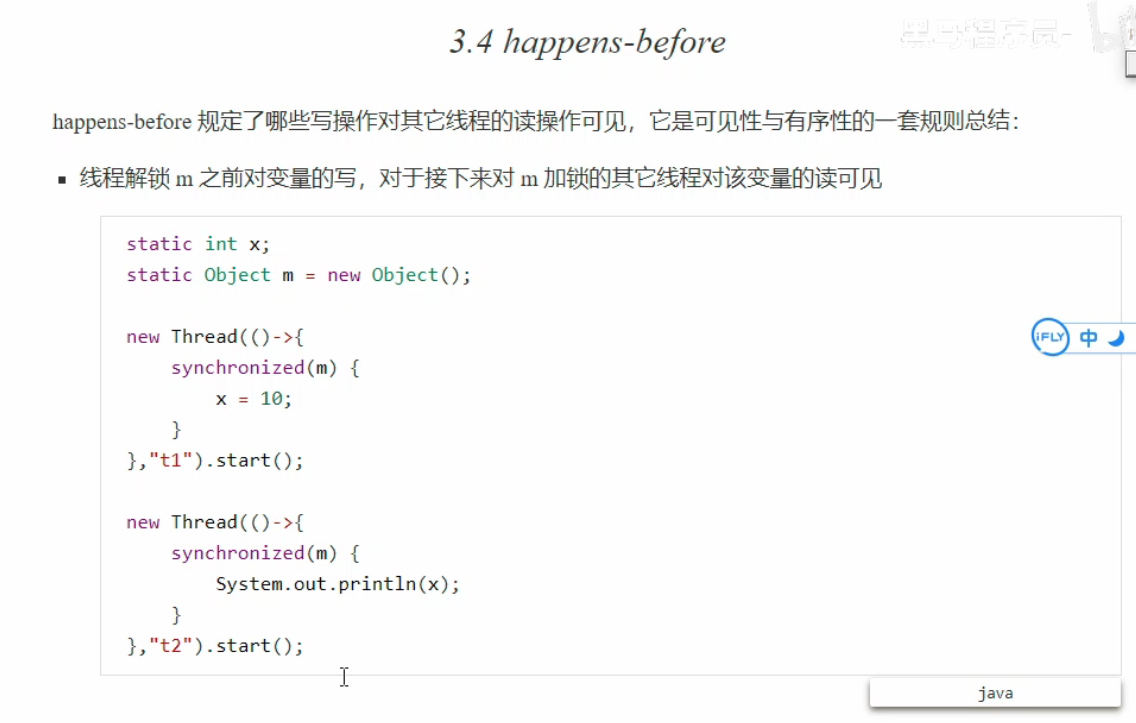 黑马程序员-
3.4 happens-before
happens-before 规定了哪些写操作对其它线程的读操作可见，它是可见性与有序性的一套规则总结：
▪ 线程解锁 m 之前对变量的写，对于接下来对 m 加锁的其它线程对该变量的读可见
static int x;
static Object m = new Object();
new Thread(()->{
    synchronized(m) {
        x = 10;
    }
},"t1").start();
new Thread(()->{
    synchronized(m) {
        System.out.println(x);
    }
},"t2").start();
iFLY 中
java